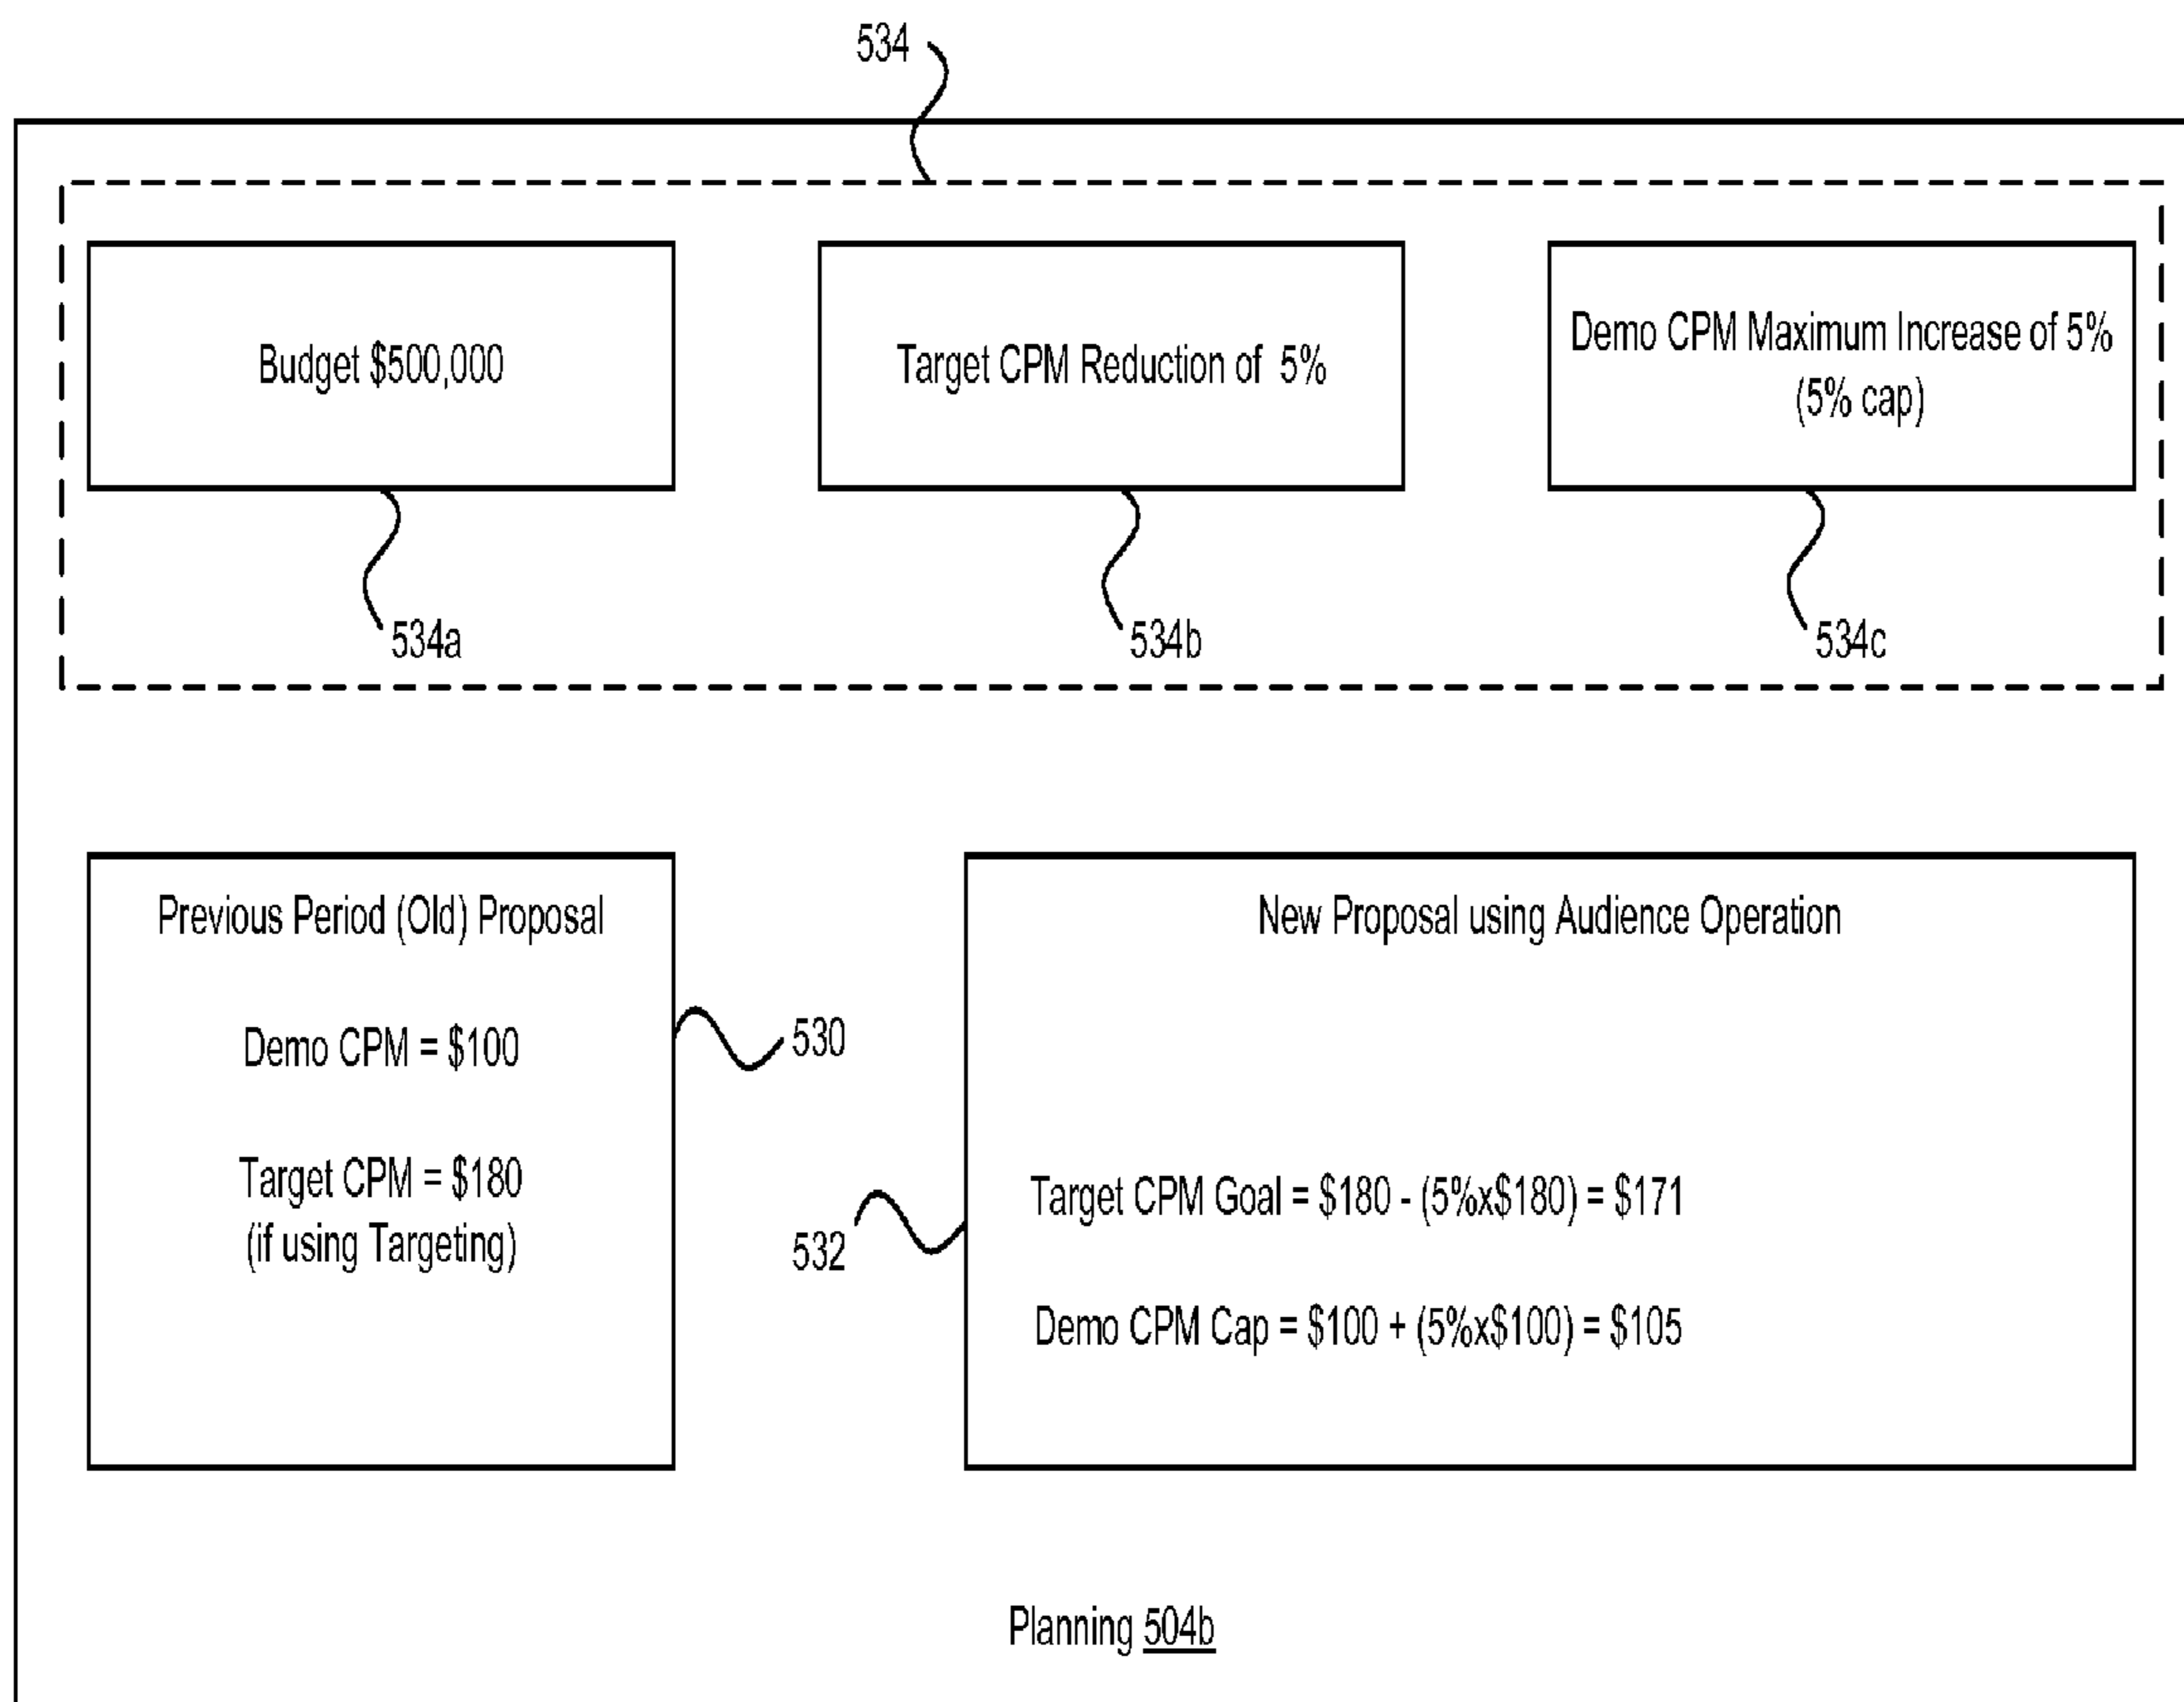 534
Budget $500,000
Target CPM Reduction of 5%
Demo CPM Maximum Increase of 5%
(5% cap)
534a
534b
534c
Previous Period (Old) Proposal
Demo CPM = $100
Target CPM = $180
(if using Targeting)
530
532
New Proposal using Audience Operation
Target CPM Goal = $180 - (5%x$180) = $171
Demo CPM Cap = $100 + (5%x$100) = $105
Planning 504b